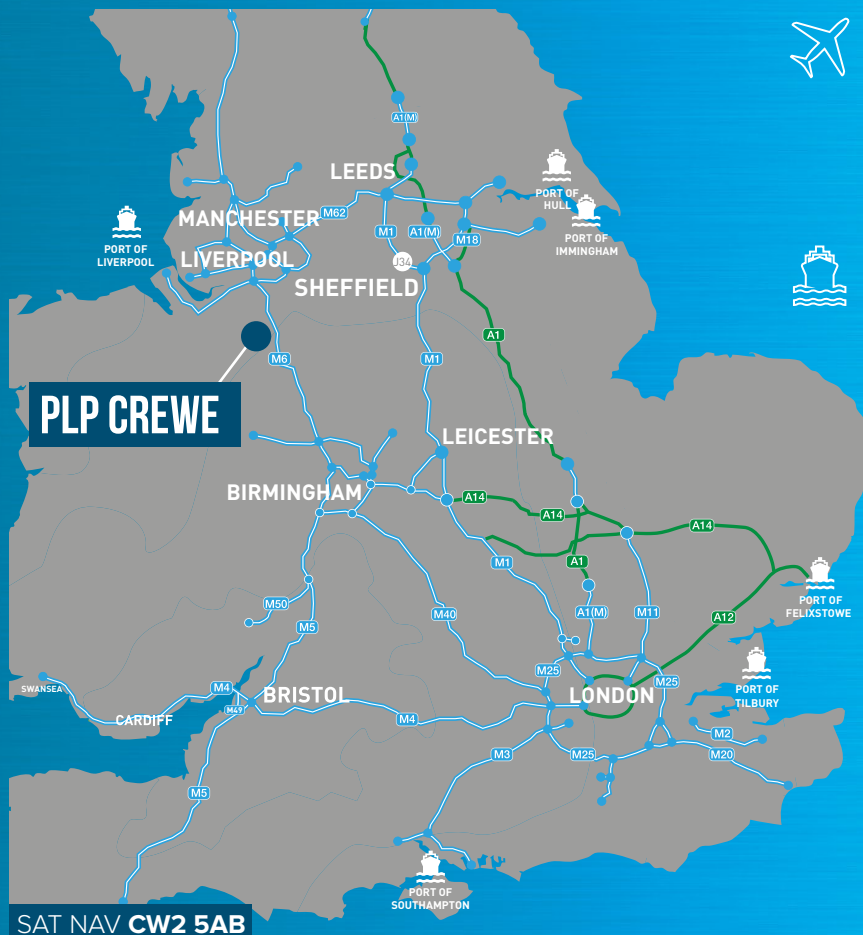 A1(M)
LEEDS
PORT OF
HULL
MANCHESTER
M62
PORT OF
LIVERPOOL
M1
A1(M)
M18
PORT OF
IMMINGHAM
LIVERPOOL
J34
SHEFFIELD
A1
M6
M1
PLP CREWE
LEICESTER
BIRMINGHAM
A14
A14
A14
M1
A1
PORT OF
FELIXSTOWE
M50
M40
A1(M)
M11
A12
M5
M25
M25
SWANSEA
M4
BRISTOL
LONDON
PORT OF
TILBURY
M49
CARDIFF
M4
M2
M3
M25
M20
M5
PORT OF
SOUTHAMPTON
SAT NAV CW2 5AB